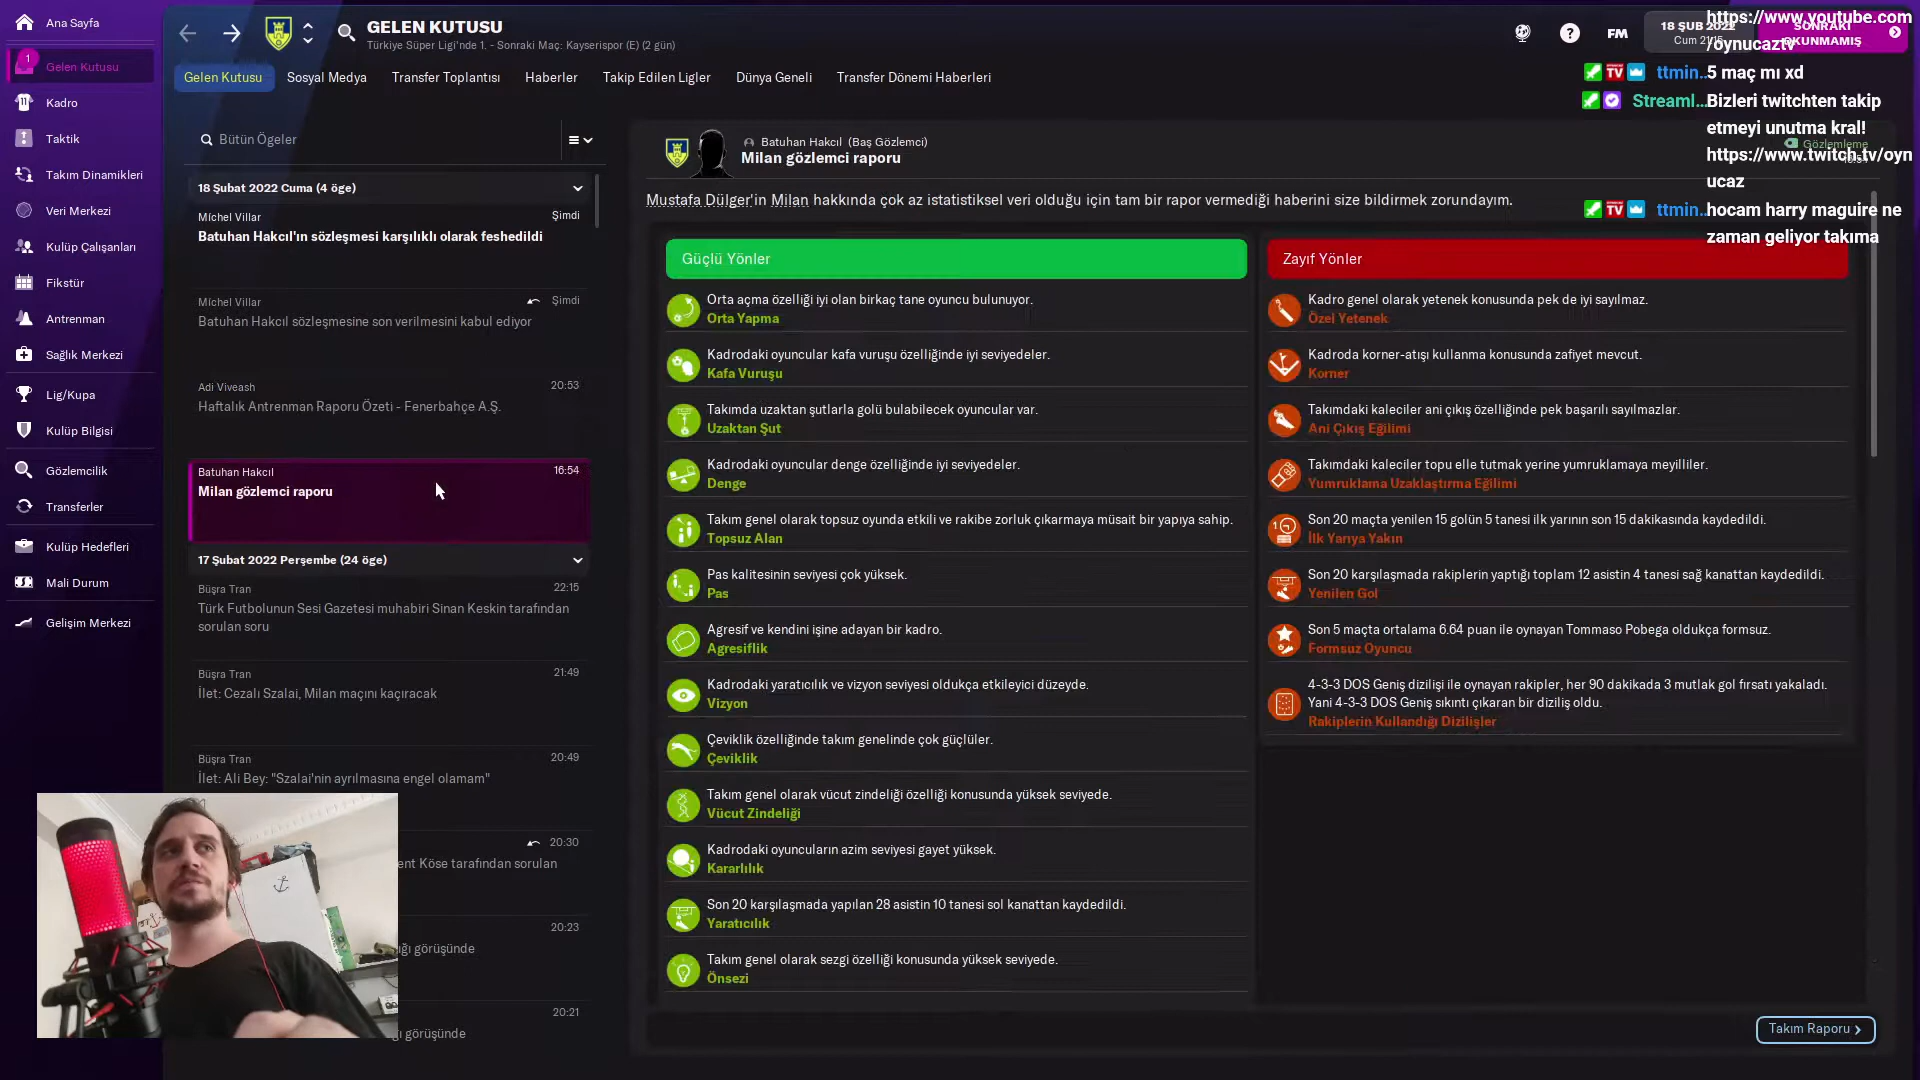 Ana Sayfa
1
Gelen Kutusu
Kadro
Taktik
Takım Dinamikleri
Veri Merkezi
Kulüp Çalışanları
Fikstür
Antrenman
Sağlık Merkezi
Lig/Kupa
Kulüp Bilgisi
Gözlemcilik
Transferler
Kulüp Hedefleri
Mali Durum
Gelişim Merkezi
GELEN KUTUSU
Türkiye Süper Ligi'nde 1. - Sonraki Maç: Kayserispor (E) (2 gün)
FM
18 ŞUB 2022
Cum 21:15
SONRAKİ
OKUNMAMIŞ
Gelen Kutusu
Sosyal Medya
Transfer Toplantısı
Haberler
Takip Edilen Ligler
Dünya Geneli
Transfer Dönemi Haberleri
https://www.youtube.com
/oynucaztv
TV ttmin.. 5 maç mı xd
Streaml... Bizleri twitchten takip
etmeyi unutma kral!
https://www.twitch.tv/oyn
ucaz
TV ttmin.. hocam harry maguire ne
zaman geliyor takıma
Bütün Ögeler
18 Şubat 2022 Cuma (4 öge)
Míchel Villar
Şimdi
Batuhan Hakcıl'ın sözleşmesi karşılıklı olarak feshedildi
Míchel Villar
Şimdi
Batuhan Hakcıl sözleşmesine son verilmesini kabul ediyor
Adi Viveash
20:53
Haftalık Antrenman Raporu Özeti - Fenerbahçe A.Ş.
Batuhan Hakcıl
16:54
Milan gözlemci raporu
17 Şubat 2022 Perşembe (24 öge)
Büşra Tran
22:15
Türk Futbolunun Sesi Gazetesi muhabiri Sinan Keskin tarafından
sorulan soru
Büşra Tran
21:49
İlet: Cezalı Szalai, Milan maçını kaçıracak
Büşra Tran
20:49
İlet: Ali Bey: "Szalai'nin ayrılmasına engel olamam"
20:30
ent Köse tarafından sorulan
20:23
ğı görüşünde
20:21
ğı görüşünde
Batuhan Hakcıl (Baş Gözlemci)
Milan gözlemci raporu
Gözlemleme
Mustafa Dülger'in Milan hakkında çok az istatistiksel veri olduğu için tam bir rapor vermediği haberini size bildirmek zorundayım.
Güçlü Yönler
Orta açma özelliği iyi olan birkaç tane oyuncu bulunuyor.
Orta Yapma
Kadrodaki oyuncular kafa vuruşu özelliğinde iyi seviyedeler.
Kafa Vuruşu
Takımda uzaktan şutlarla golü bulabilecek oyuncular var.
Uzaktan Şut
Kadrodaki oyuncular denge özelliğinde iyi seviyedeler.
Denge
Takım genel olarak topsuz oyunda etkili ve rakibe zorluk çıkarmaya müsait bir yapıya sahip.
Topsuz Alan
Pas kalitesinin seviyesi çok yüksek.
Pas
Agresif ve kendini işine adayan bir kadro.
Agresiflik
Kadrodaki yaratıcılık ve vizyon seviyesi oldukça etkileyici düzeyde.
Vizyon
Çeviklik özelliğinde takım genelinde çok güçlüler.
Çeviklik
Takım genel olarak vücut zindeliği özelliği konusunda yüksek seviyede.
Vücut Zindeliği
Kadrodaki oyuncuların azim seviyesi gayet yüksek.
Kararlılık
Son 20 karşılaşmada yapılan 28 asistin 10 tanesi sol kanattan kaydedildi.
Yaratıcılık
Takım genel olarak sezgi özelliği konusunda yüksek seviyede.
Önsezi
Zayıf Yönler
Kadro genel olarak yetenek konusunda pek de iyi sayılmaz.
Özel Yetenek
Kadroda korner-atışı kullanma konusunda zafiyet mevcut.
Korner
Takımdaki kaleciler ani çıkış özelliğinde pek başarılı sayılmazlar.
Ani Çıkış Eğilimi
Takımdaki kaleciler topu elle tutmak yerine yumruklamaya meyilliler.
Yumruklama Uzaklaştırma Eğilimi
Son 20 maçta yenilen 15 golün 5 tanesi ilk yarının son 15 dakikasında kaydedildi.
İlk Yarıya Yakın
Son 20 karşılaşmada rakiplerin yaptığı toplam 12 asistin 4 tanesi sağ kanattan kaydedildi.
Yenilen Gol
Son 5 maçta ortalama 6.64 puan ile oynayan Tommaso Pobega oldukça formsuz.
Formsuz Oyuncu
4-3-3 DOS Geniş dizilişi ile oynayan rakipler, her 90 dakikada 3 mutlak gol fırsatı yakaladı.
Yani 4-3-3 DOS Geniş sıkıntı çıkaran bir diziliş oldu.
Rakiplerin Kullandığı Dizilişler
Takım Raporu